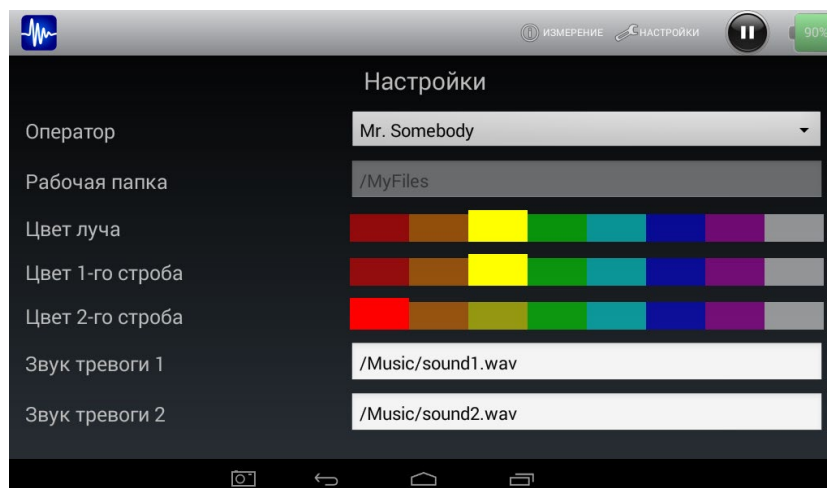 ИЗМЕРЕНИЕ НАСТРОЙКИ 90%
Настройки
Оператор Mr. Somebody
Рабочая папка /MyFiles
Цвет луча
Цвет 1-го строба
Цвет 2-го строба
Звук тревоги 1 /Music/sound1.wav
Звук тревоги 2 /Music/sound2.wav